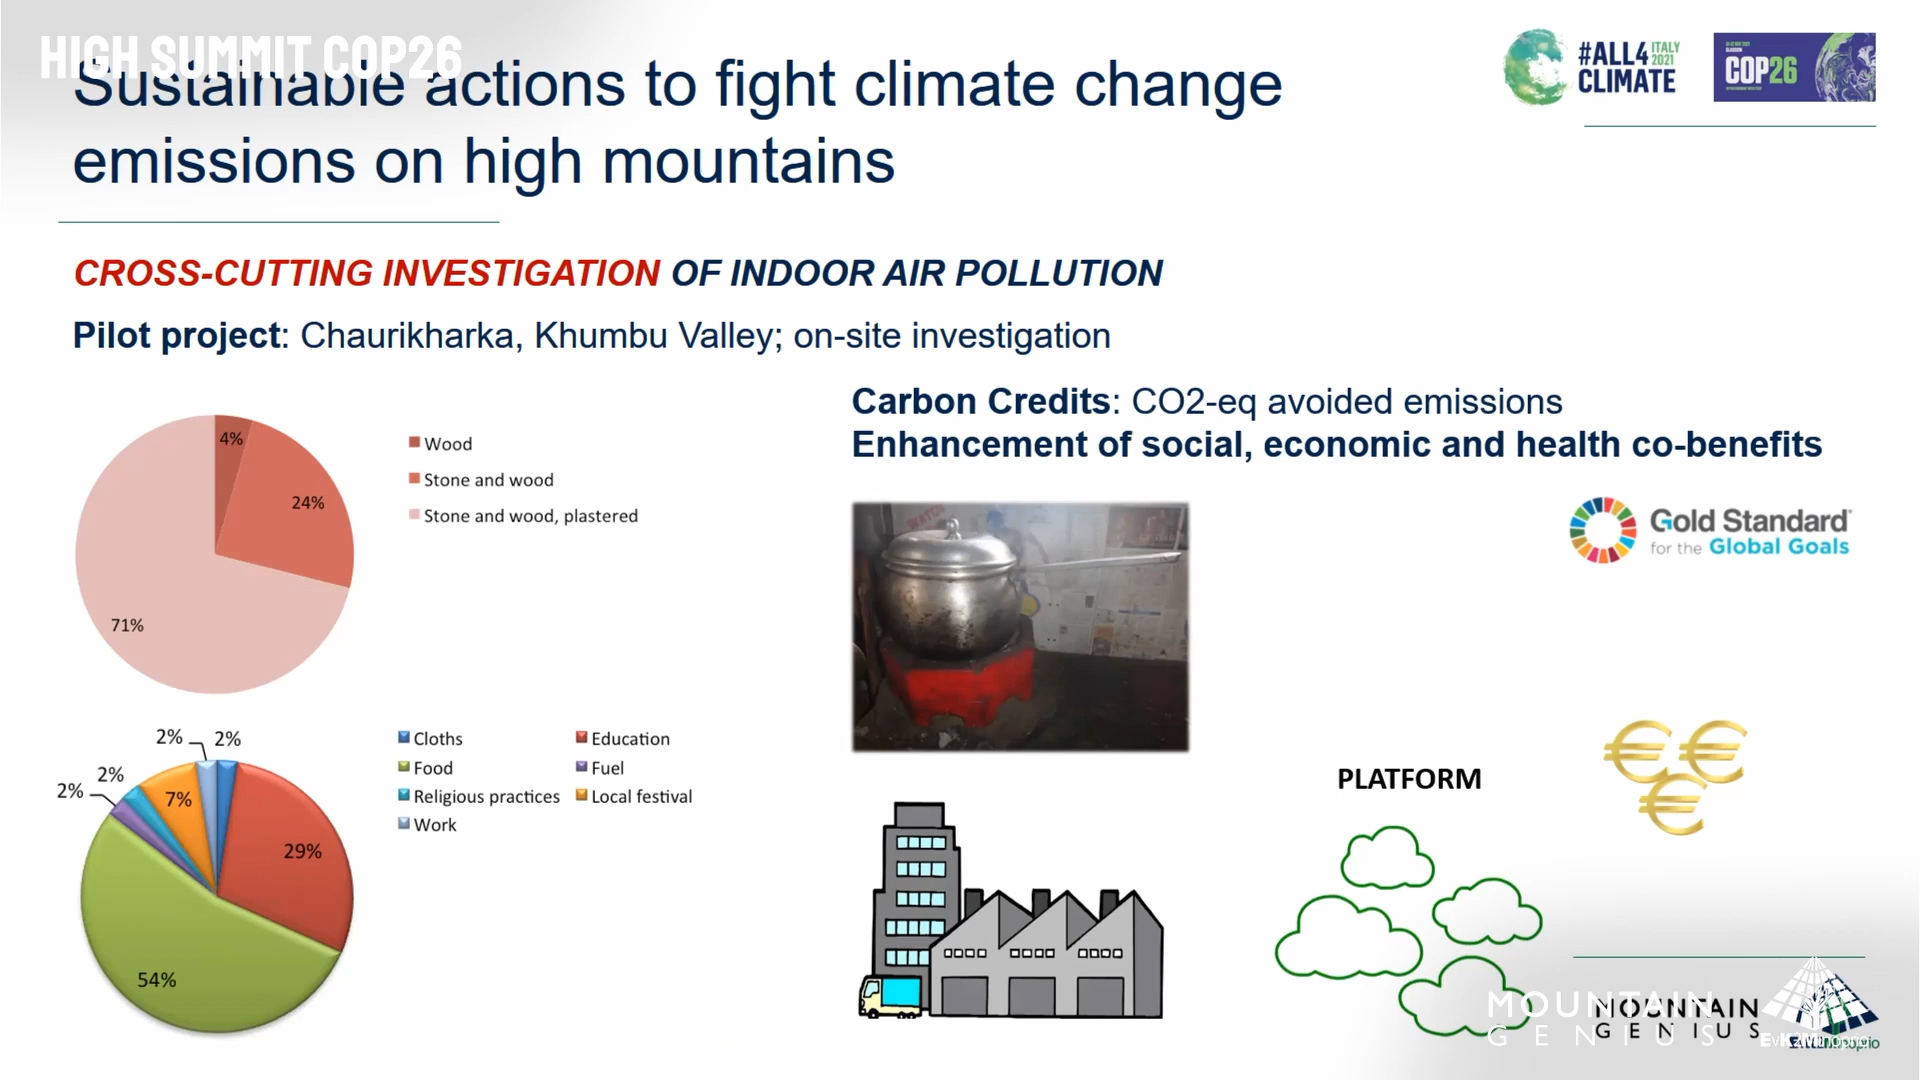 HIGH SUMMIT COP26
Sustainable actions to fight climate change
emissions on high mountains
#ALL4
CLIMATE
ITALY
2021
COP26
CROSS-CUTTING INVESTIGATION OF INDOOR AIR POLLUTION
Pilot project: Chaurikharka, Khumbu Valley; on-site investigation
Carbon Credits: CO2-eq avoided emissions
Enhancement of social, economic and health co-benefits
4%
24%
71%
Wood
Stone and wood
Stone and wood, plastered
Gold Standard
for the Global Goals
2%
2%
2%
2%
7%
29%
54%
Cloths
Education
Food
Fuel
Religious practices
Local festival
Work
PLATFORM
€ €
€
MOUNTAIN
GENIUS
MOUNTAIN
GENIUS